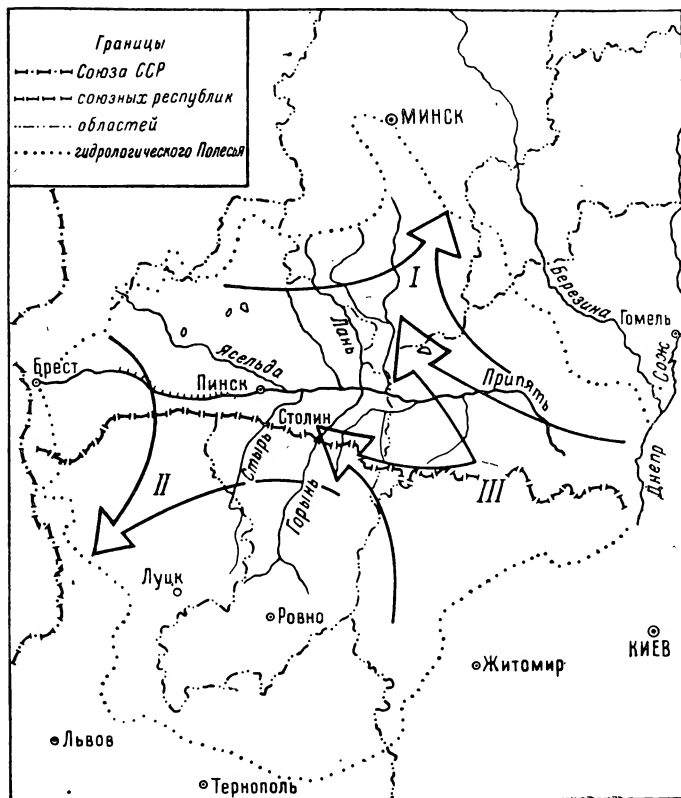 Границы
Союза ССР
союзных республик
областей
гидрологического Полесья
МИНСК
I
Березина
Гомель
Сож
Лань
Ясельда
Брест
Пинск
Припять
Столин
Стырь
Горынь
II
III
Днепр
Луцк
Ровно
КИЕВ
Житомир
Львов
Тернополь